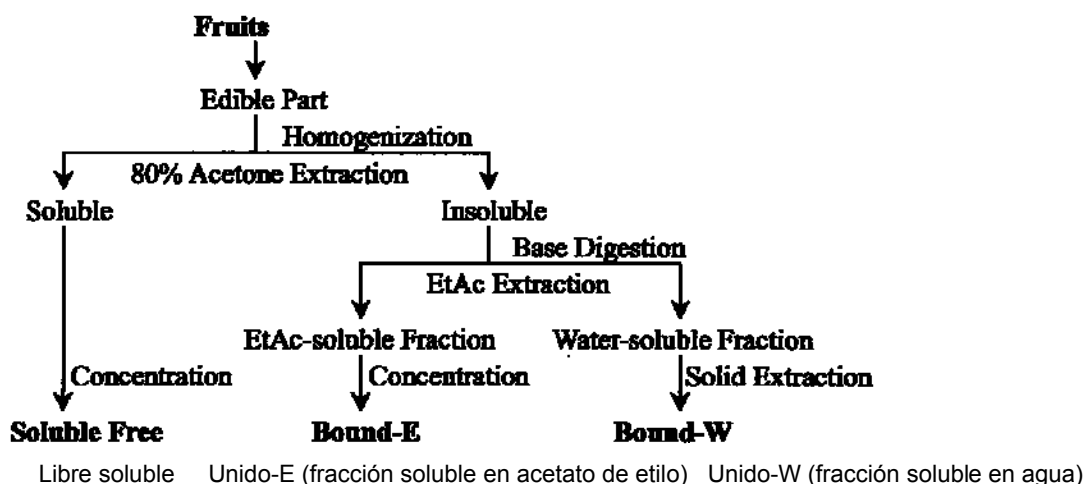 Fruits
Edible Part
Homogenization
80% Acetone Extraction
Soluble Insoluble
Base Digestion
EtAc Extraction
EtAc-soluble Fraction Water-soluble Fraction
Concentration Concentration Solid Extraction
Soluble Free Bound-E Bound-W
Libre soluble Unido-E (fracción soluble en acetato de etilo) Unido-W (fracción soluble en agua)